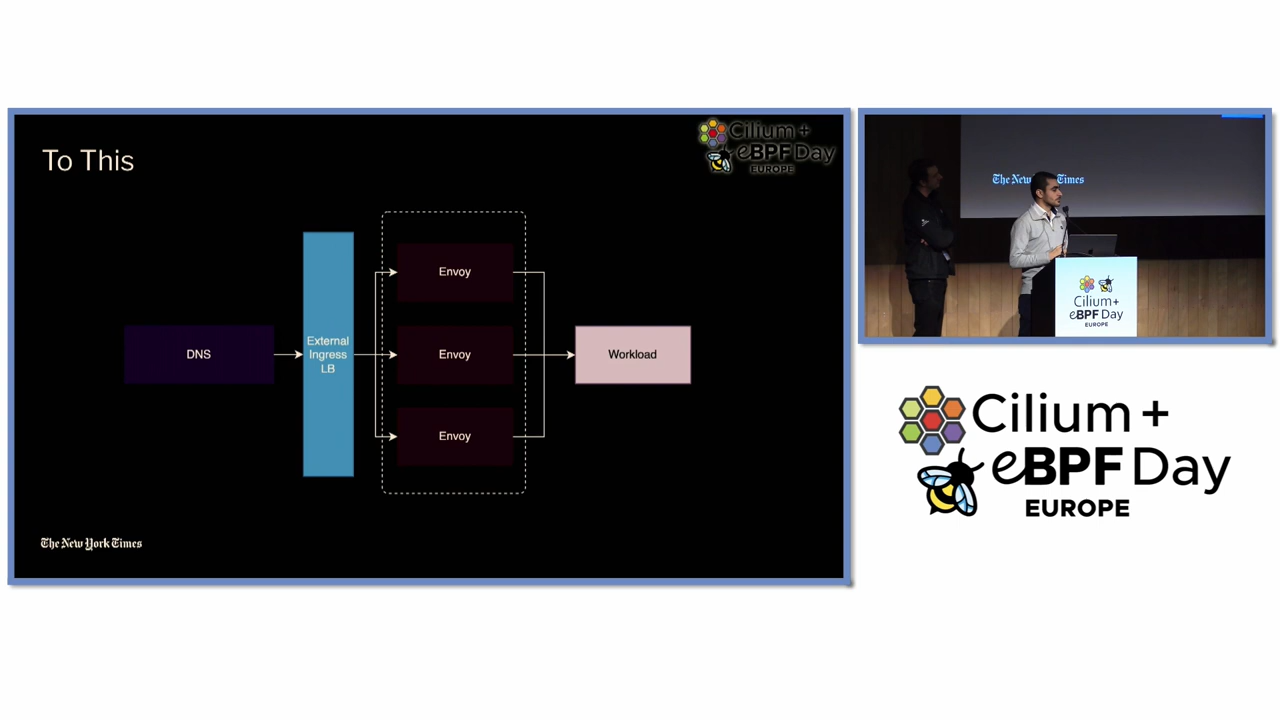 To This
Cilium +
eBPF Day
EUROPE
DNS
External
Ingress
LB
Envoy
Envoy
Envoy
Workload
The New York Times
The New Times
Cilium+
eBPF Day
EUROPE
Cilium +
eBPF Day
EUROPE